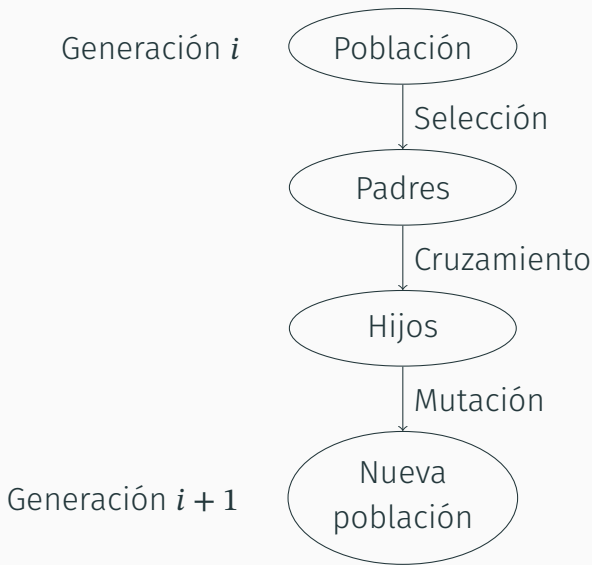 Generación i
Población
Selección
Padres
Cruzamiento
Hijos
Mutación
Nueva
población
Generación i + 1